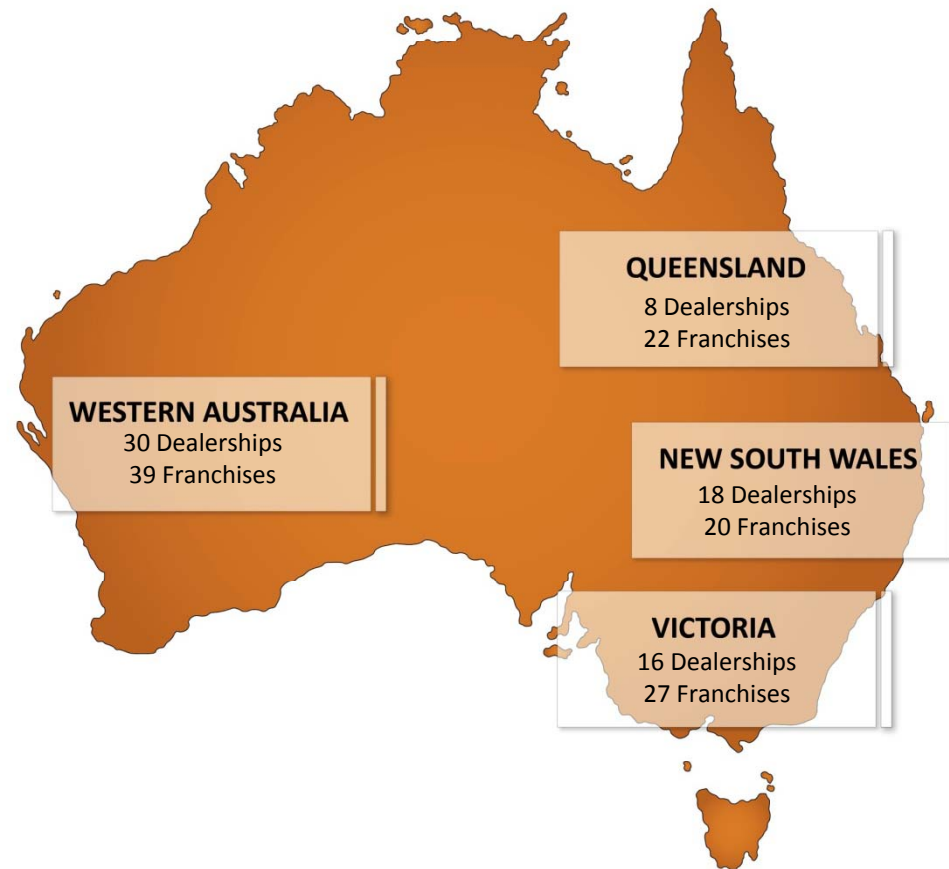 QUEENSLAND
8 Dealerships
22 Franchises
WESTERN AUSTRALIA
30 Dealerships
39 Franchises
NEW SOUTH WALES
18 Dealerships
20 Franchises
VICTORIA
16 Dealerships
27 Franchises